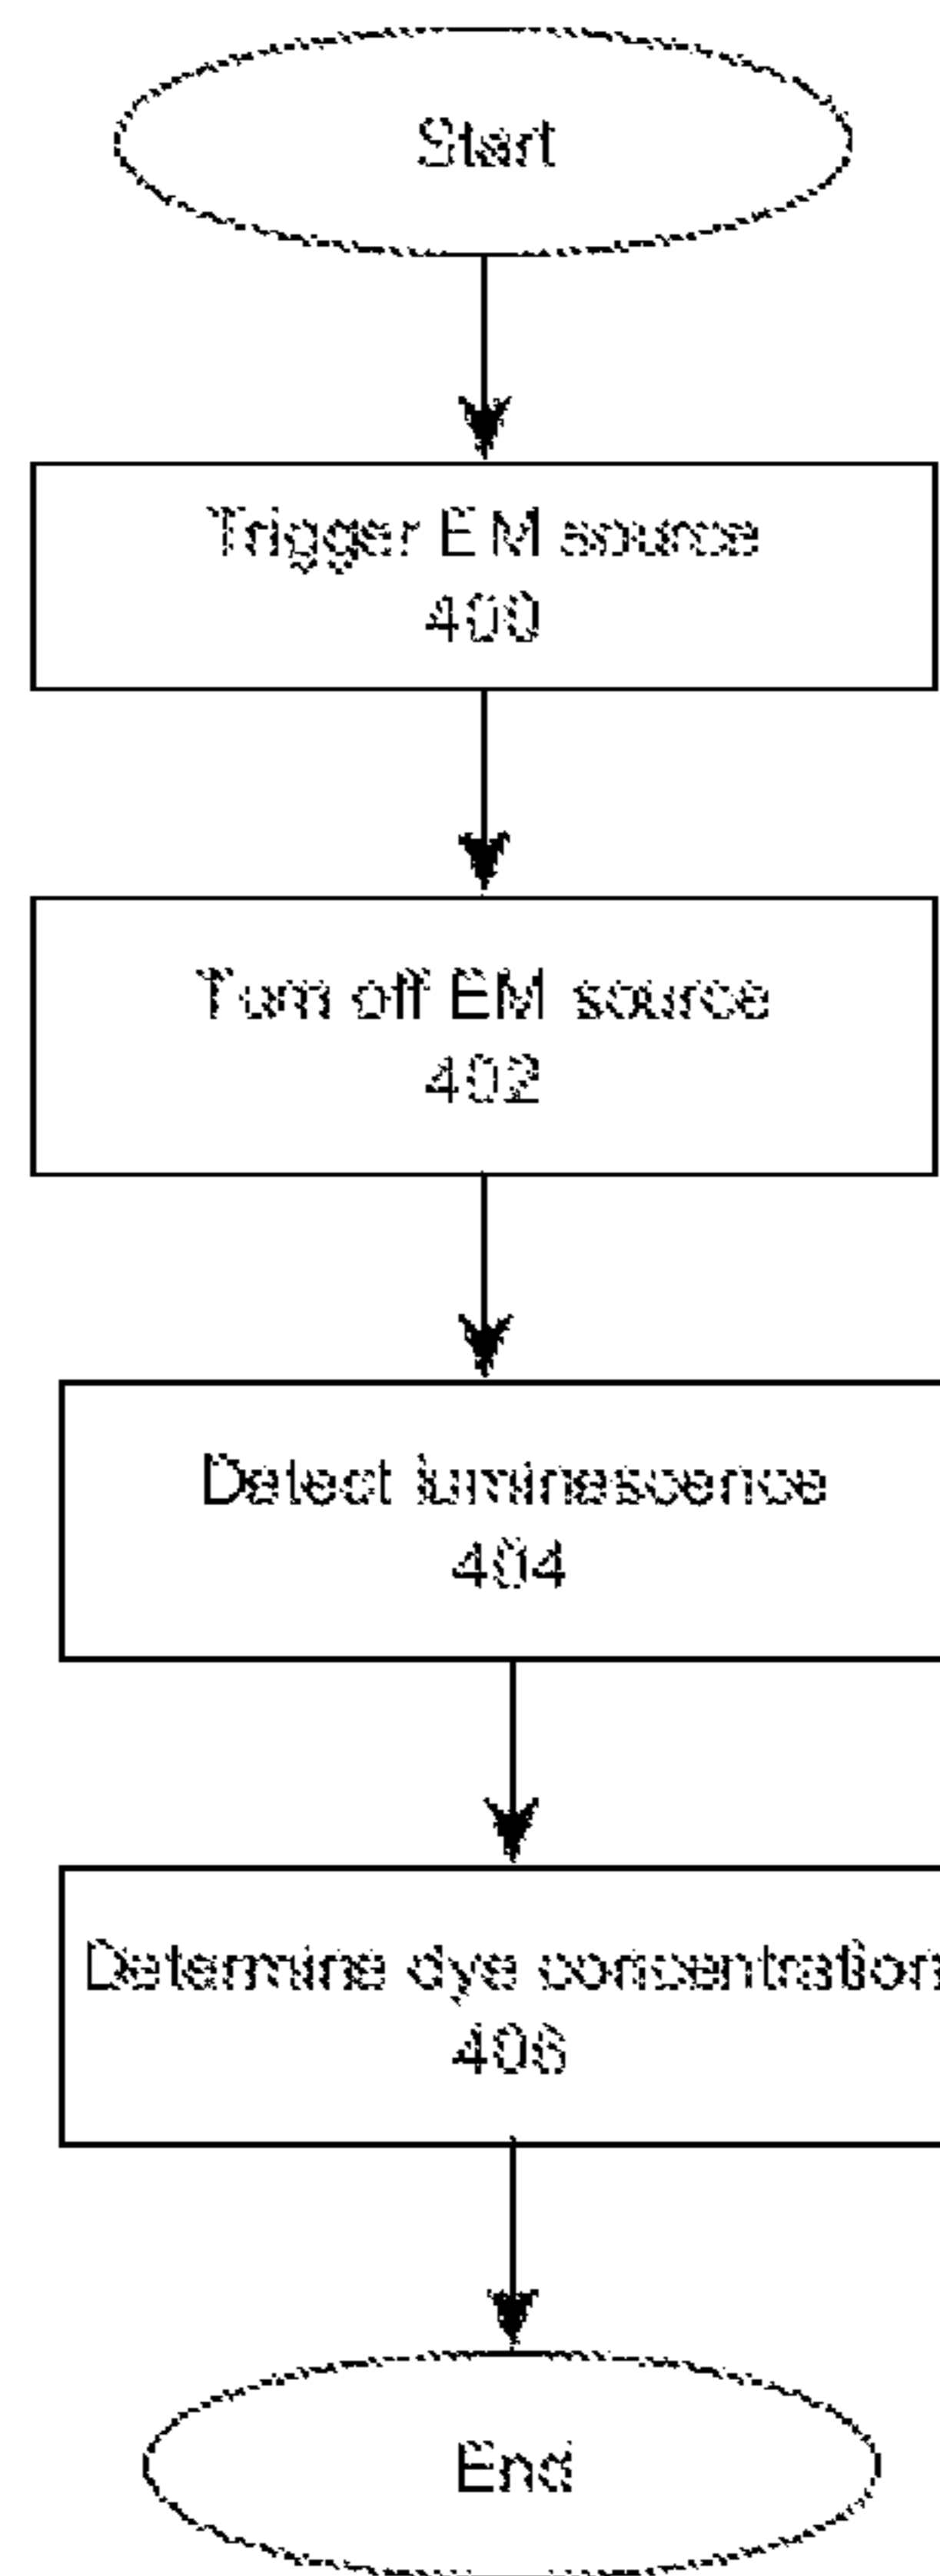 Start
Trigger EM source
400
Turn off EM source
402
Detect luminescence
404
Determine dye concentration
406
End